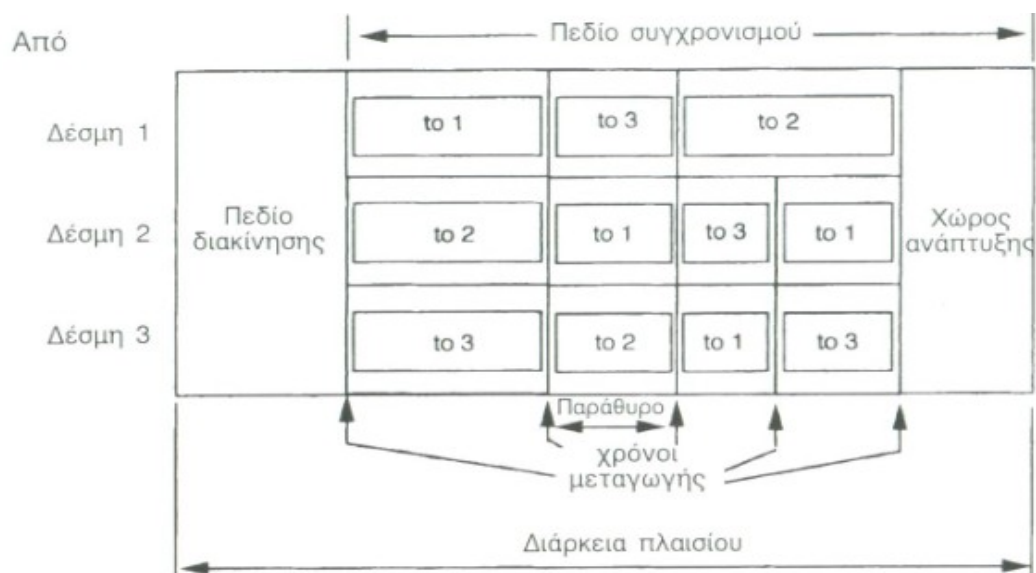 Από
Πεδίο συγχρονισμού
Δέσμη 1
to 1
to 3
to 2
Πεδίο
διακίνησης
Δέσμη 2
to 2
to 1
to 3
to 1
Χώρος
ανάπτυξης
Δέσμη 3
to 3
to 2
to 1
to 3
Παράθυρο
χρόνοι
μεταγωγής
Διάρκεια πλαισίου